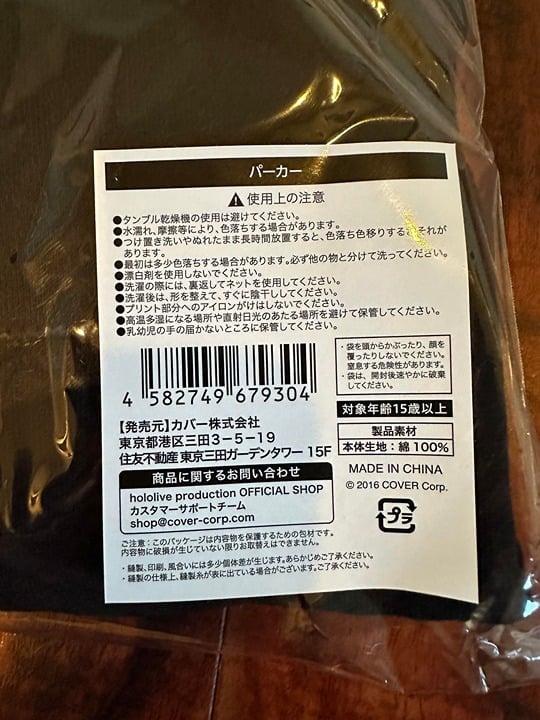 パーカー
使用上の注意
●タンブル乾燥機の使用は避けてください。
●水濡れ、摩擦等により、色落ちする場合があります。
●つけ置き洗いやぬれたまま長時間放置すると、色落ち色移りするおそれが
あります。
●最初は多少色落ちする場合があります。必ず他の物と分けて洗ってください。
●漂白剤を使用しないでください。
●洗濯の際には、裏返してネットを使用してください。
●洗濯後は、形を整えて、すぐに陰干ししてください。
●プリント部分へのアイロンがけはしないでください。
●高温多湿になる場所や直射日光のあたる場所を避けて保管してください。
●乳幼児の手の届かないところに保管してください。
4 582749 679304
・袋を頭からかぶったり、顔を
覆ったりしないでください。
窒息する危険性があります。
・袋は、開封後速やかに破棄
してください。
対象年齢15歳以上
【発売元】カバー株式会社
東京都港区三田3-5-19
住友不動産 東京三田ガーデンタワー 15F
製品素材
本体生地:綿 100%
商品に関するお問い合わせ
hololive production OFFICIAL SHOP
カスタマーサポートチーム
shop@cover-corp.com
MADE IN CHINA
© 2016 COVER Corp.
プラ
ご注意:このパッケージは内容物を保護するための包材です。
内容物に破損が生じていない限りお取替えはできません。
・縫製、印刷、風合いには多少個体差が生じます。あらかじめご了承ください。
・縫製の仕様上、縫製糸が表に出ている場合がございます。ご了承ください。